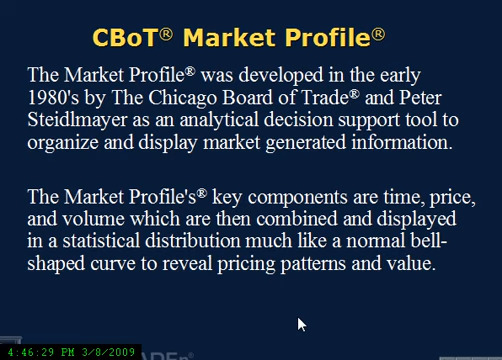 CBoT® Market Profile®
The Market Profile® was developed in the early
1980's by The Chicago Board of Trade® and Peter
Steidlmayer as an analytical decision support tool to
organize and display market generated information.
The Market Profile's® key components are time, price,
and volume which are then combined and displayed
in a statistical distribution much like a normal bell-
shaped curve to reveal pricing patterns and value.
4:46:29 PM 3/8/2009